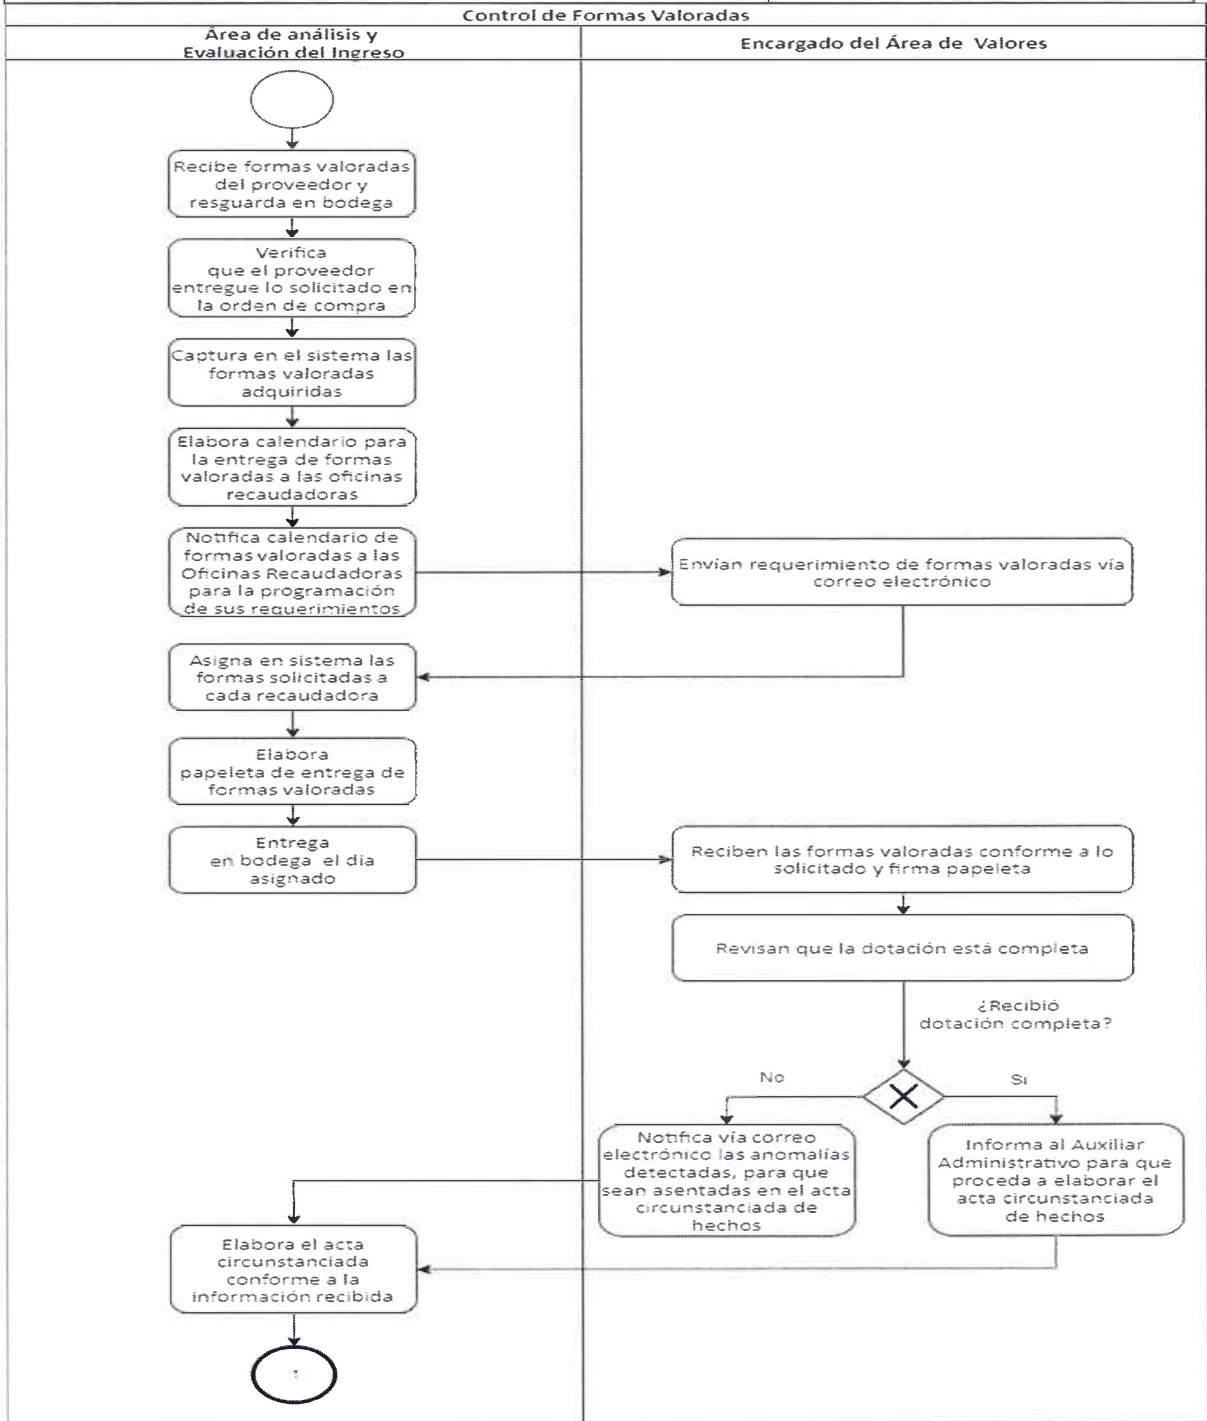 Control de Formas Valoradas
Área de análisis y
Evaluación del Ingreso
Encargado del Área de Valores
Recibe formas valoradas
del proveedor y
resguarda en bodega
Verifica
que el proveedor
entregue lo solicitado en
la orden de compra
Captura en el sistema las
formas valoradas
adquiridas
Elabora calendario para
la entrega de formas
valoradas a las oficinas
recaudadoras
Notifica calendario de
formas valoradas a las
Oficinas Recaudadoras
para la programación
de sus requerimientos
Envían requerimiento de formas valoradas vía
correo electrónico
Asigna en sistema las
formas solicitadas a
cada recaudadora
Elabora
papeleta de entrega de
formas valoradas
Entrega
en bodega el día
asignado
Reciben las formas valoradas conforme a lo
solicitado y firma papeleta
Revisan que la dotación está completa
¿Recibió
dotación completa?
No
Si
Notifica vía correo
electrónico las anomalías
detectadas, para que
sean asentadas en el acta
circunstanciada de
hechos
Informa al Auxiliar
Administrativo para que
proceda a elaborar el
acta circunstanciada
de hechos
Elabora el acta
circunstanciada
conforme a la
información recibida
1